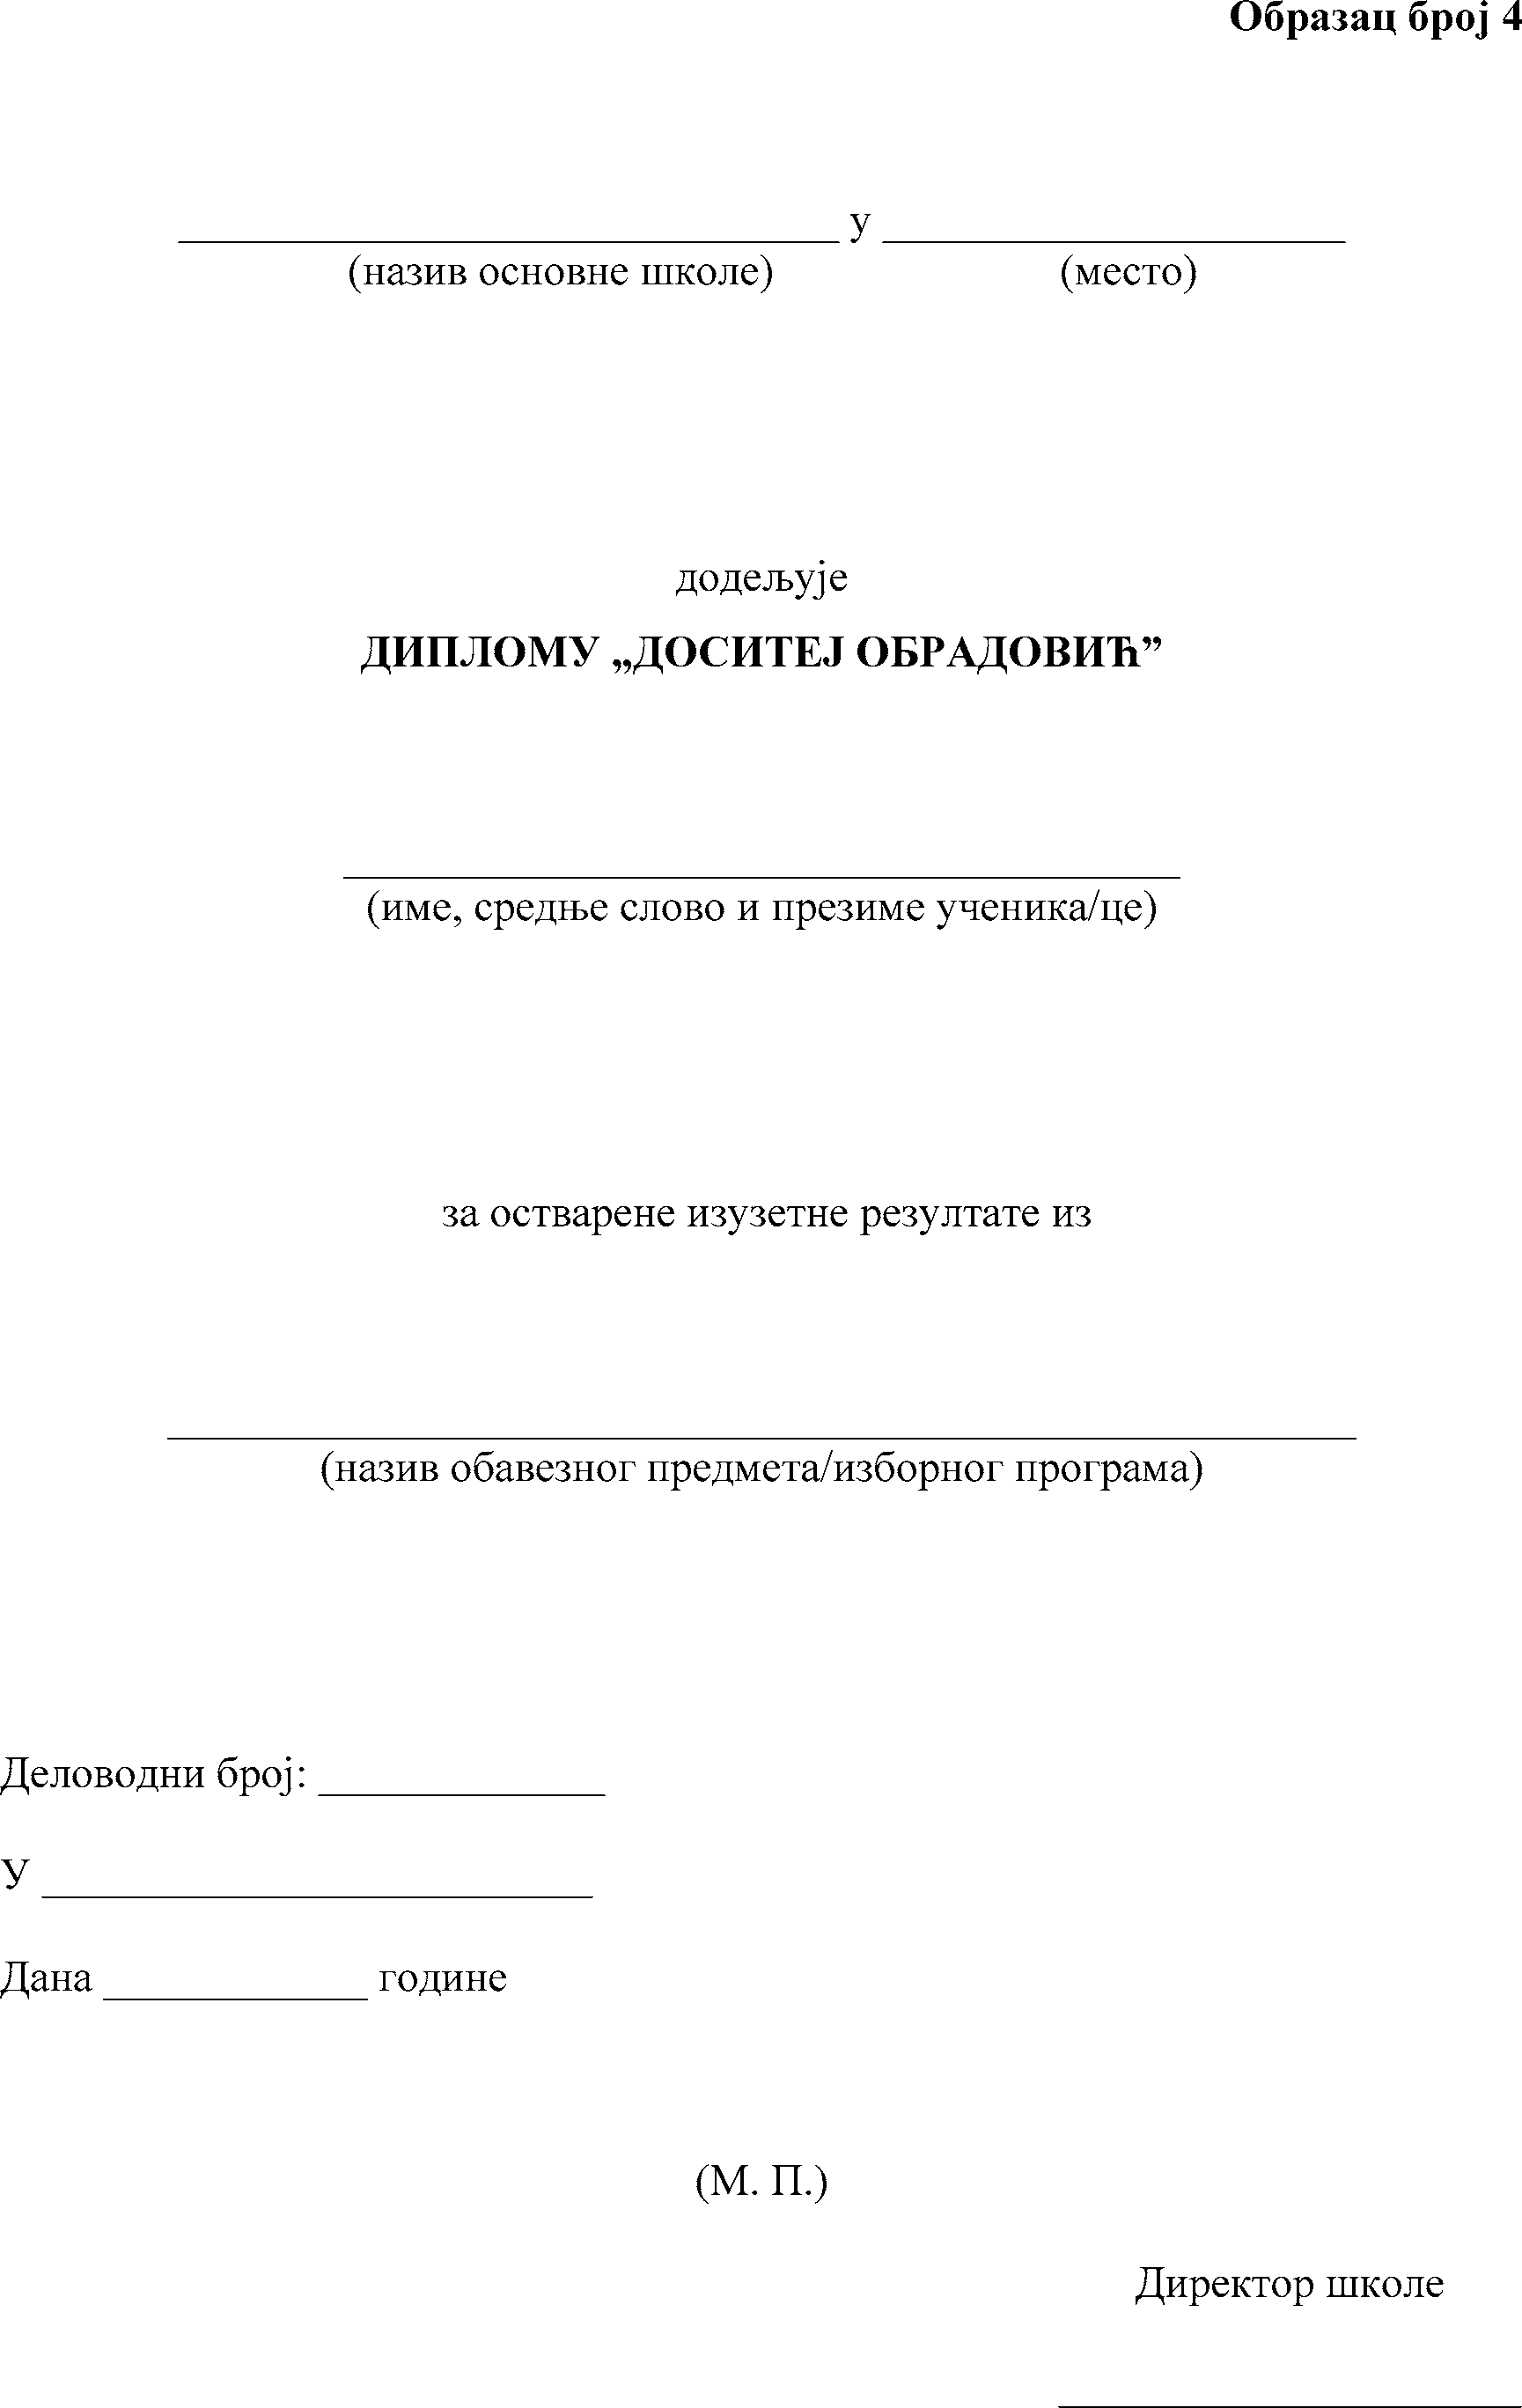 Образац број 4
______________________________ у _____________________
(назив основне школе) (место)
додељује
ДИПЛОМУ „ДОСИТЕЈ ОБРАДОВИЋ”
______________________________________
(име, средње слово и презиме ученика/це)
за остварене изузетне резултате из
______________________________________________________
(назив обавезног предмета/изборног програма)
Деловодни број: _____________
У _________________________
Дана ____________ године
(М. П.)
Директор школе
_____________________